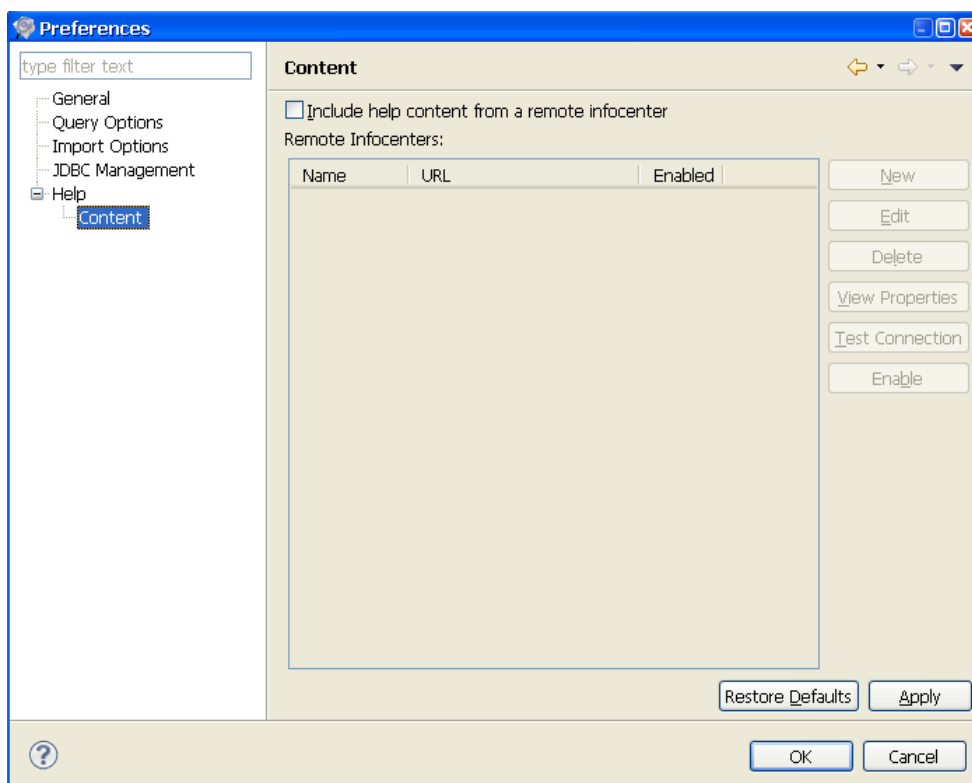 Preferences
type filter text
General
Query Options
Import Options
JDBC Management
Help
Content
Content
Include help content from a remote infocenter
Remote Infocenters:
Name URL Enabled
New
Edit
Delete
View Properties
Test Connection
Enable
Restore Defaults Apply
?
OK Cancel